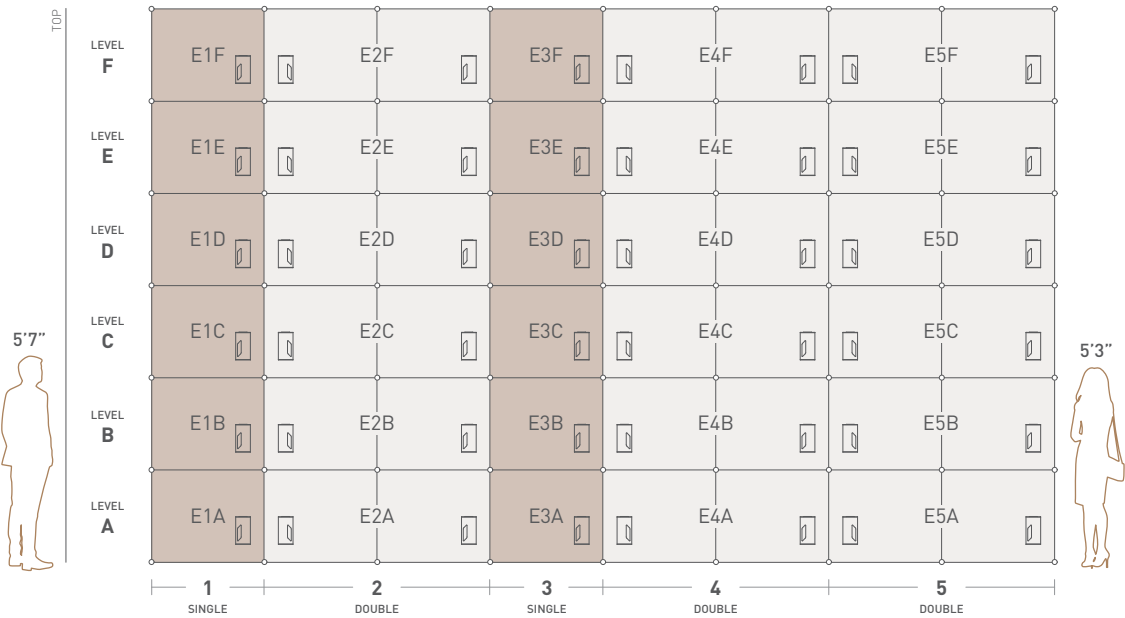 TOP
LEVEL
F
E1F E2F E3F E4F E5F
LEVEL
E
E1E E2E E3E E4E E5E
LEVEL
D
E1D E2D E3D E4D E5D
LEVEL
C
E1C E2C E3C E4C E5C
5'7"
5'3"
LEVEL
B
E1B E2B E3B E4B E5B
LEVEL
A
E1A E2A E3A E4A E5A
1 2 3 4 5
SINGLE DOUBLE SINGLE DOUBLE DOUBLE